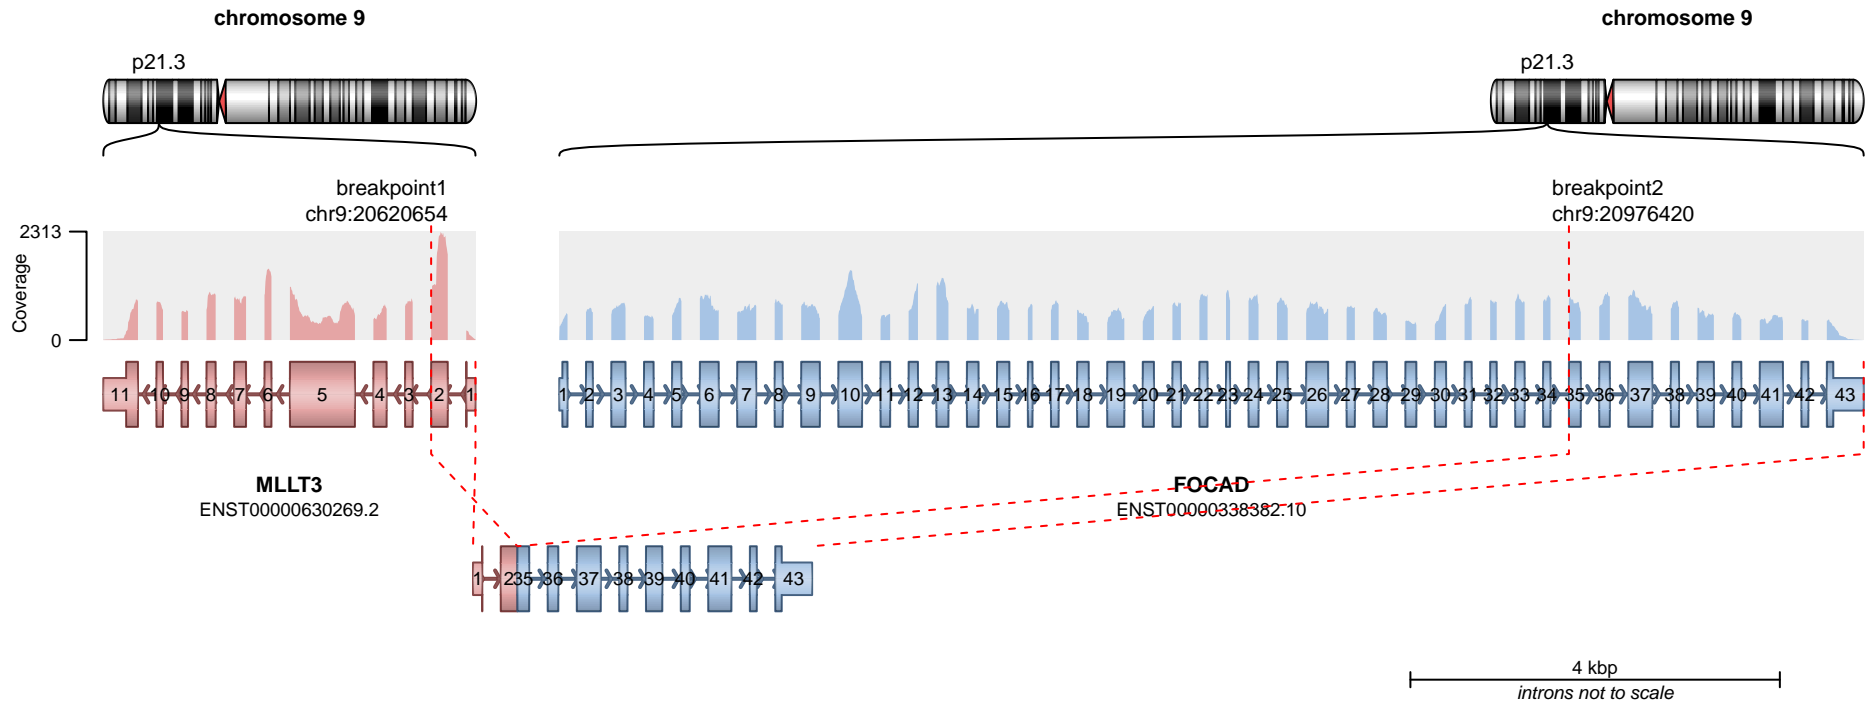 chromosome 9
chromosome 9
p21.3
p21.3
breakpoint1
chr9:20620654
breakpoint2
chr9:20976420
2313
Coverage
0
11 10 9 8 7 6 5 4 3 2 1
1 2 3 4 5 6 7 8 9 10 11 12 13 14 15 16 17 18 19 20 21 22 23 24 25 26 27 28 29 30 31 32 33 34 35 36 37 38 39 40 41 42 43
MLLT3
ENST00000630269.2
FOCAD
ENST00000338382.10
1 2 35 36 37 38 39 40 41 42 43
4 kbp
introns not to scale